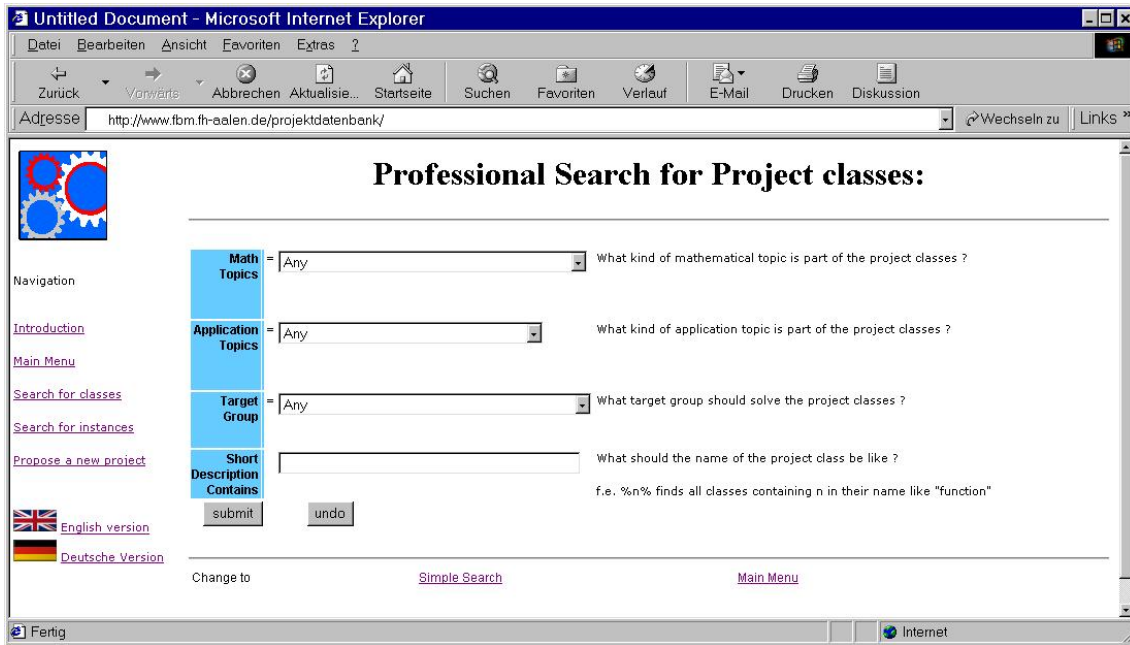 Untitled Document - Microsoft Internet Explorer
Datei Bearbeiten Ansicht Favoriten Extras ?
Zurück Vorwärts Abbrechen Aktualisie... Startseite Suchen Favoriten Verlauf E-Mail Drucken Diskussion
Adresse http://www.fbm.fh-aalen.de/projektdatenbank/ Wechseln zu Links »
Professional Search for Project classes:
Navigation
Introduction
Main Menu
Search for classes
Search for instances
Propose a new project
English version
Deutsche Version
Math Topics = Any What kind of mathematical topic is part of the project classes ?
Application Topics = Any What kind of application topic is part of the project classes ?
Target Group = Any What target group should solve the project classes ?
Short Description Contains What should the name of the project class be like ?
f.e. %n% finds all classes containing n in their name like "function"
submit undo
Change to Simple Search Main Menu
Fertig Internet